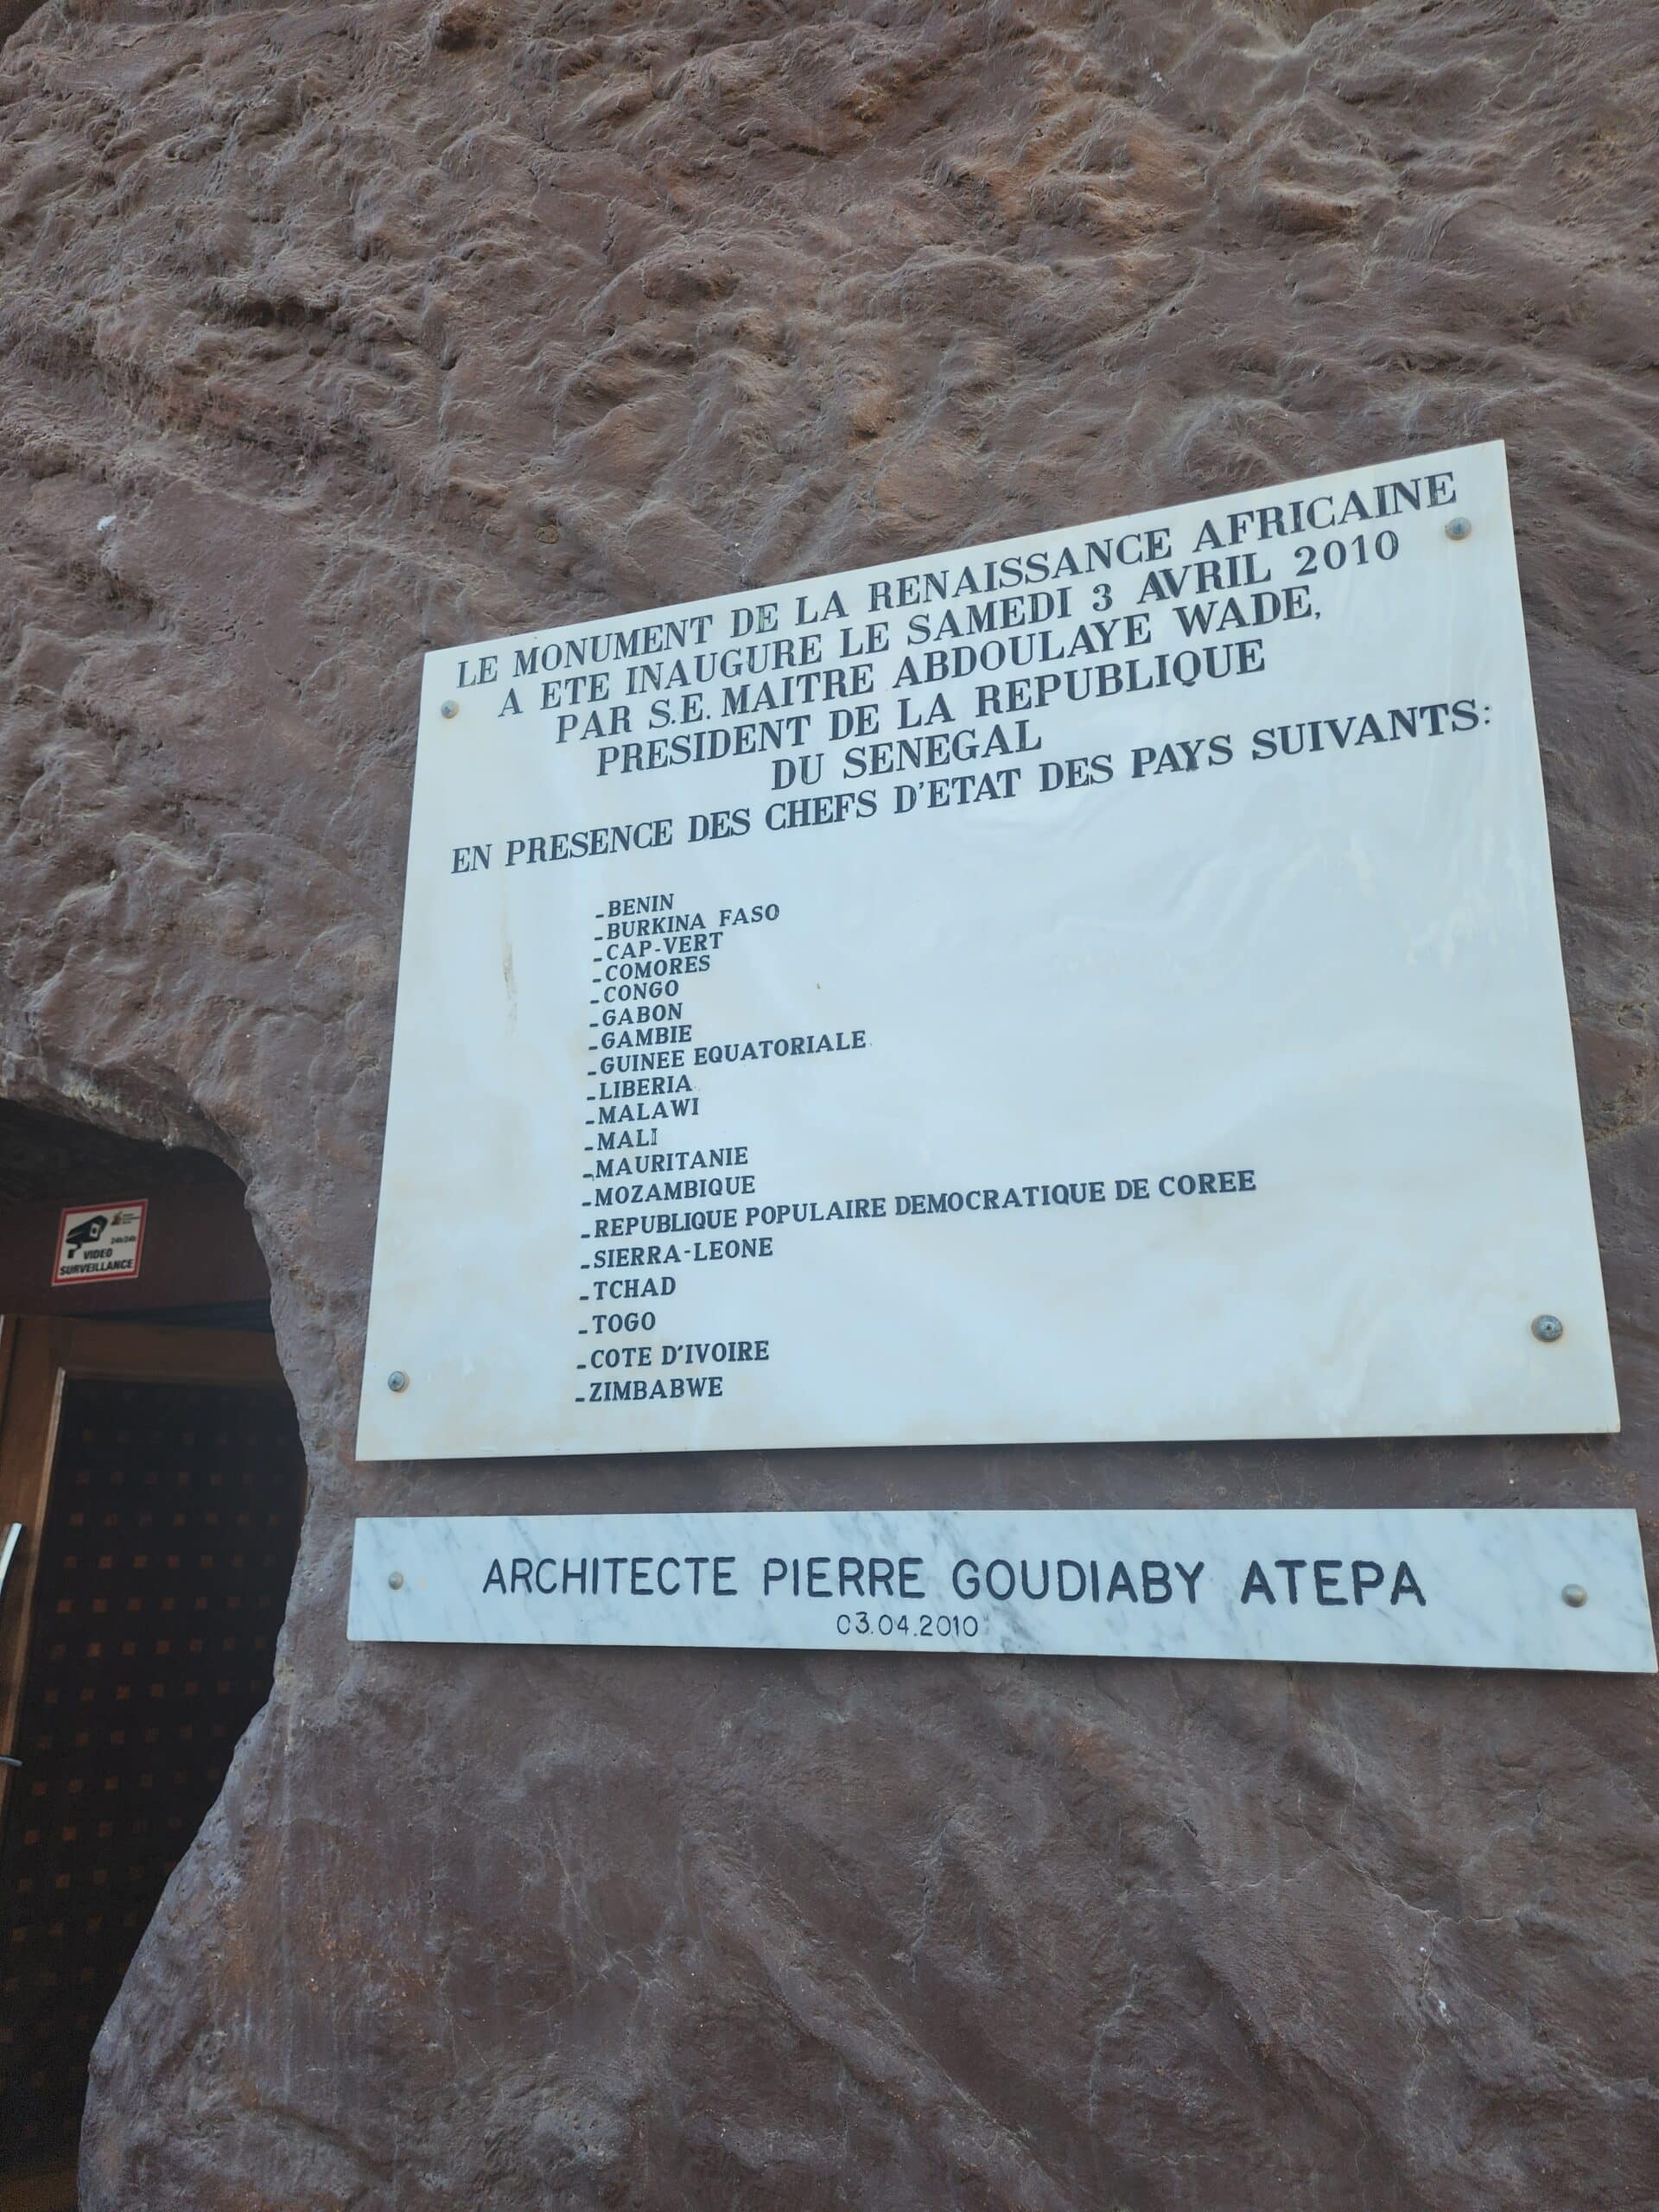 LE MONUMENT DE LA RENAISSANCE AFRICAINE
A ETE INAUGURE LE SAMEDI 3 AVRIL 2010
PAR S.E. MAITRE ABDOULAYE WADE,
PRESIDENT DE LA REPUBLIQUE
DU SENEGAL
EN PRESENCE DES CHEFS D'ETAT DES PAYS SUIVANTS:
-BENIN
-BURKINA FASO
-CAP-VERT
-COMORES
-CONGO
-GABON
-GAMBIE
-GUINEE EQUATORIALE
-LIBERIA
-MALAWI
-MALI
-MAURITANIE
-MOZAMBIQUE
-REPUBLIQUE POPULAIRE DEMOCRATIQUE DE COREE
-SIERRA-LEONE
-TCHAD
-TOGO
-COTE D'IVOIRE
-ZIMBABWE
ARCHITECTE PIERRE GOUDIABY ATEPA
03.04.2010
24h/24h
VIDEO
SURVEILLANCE